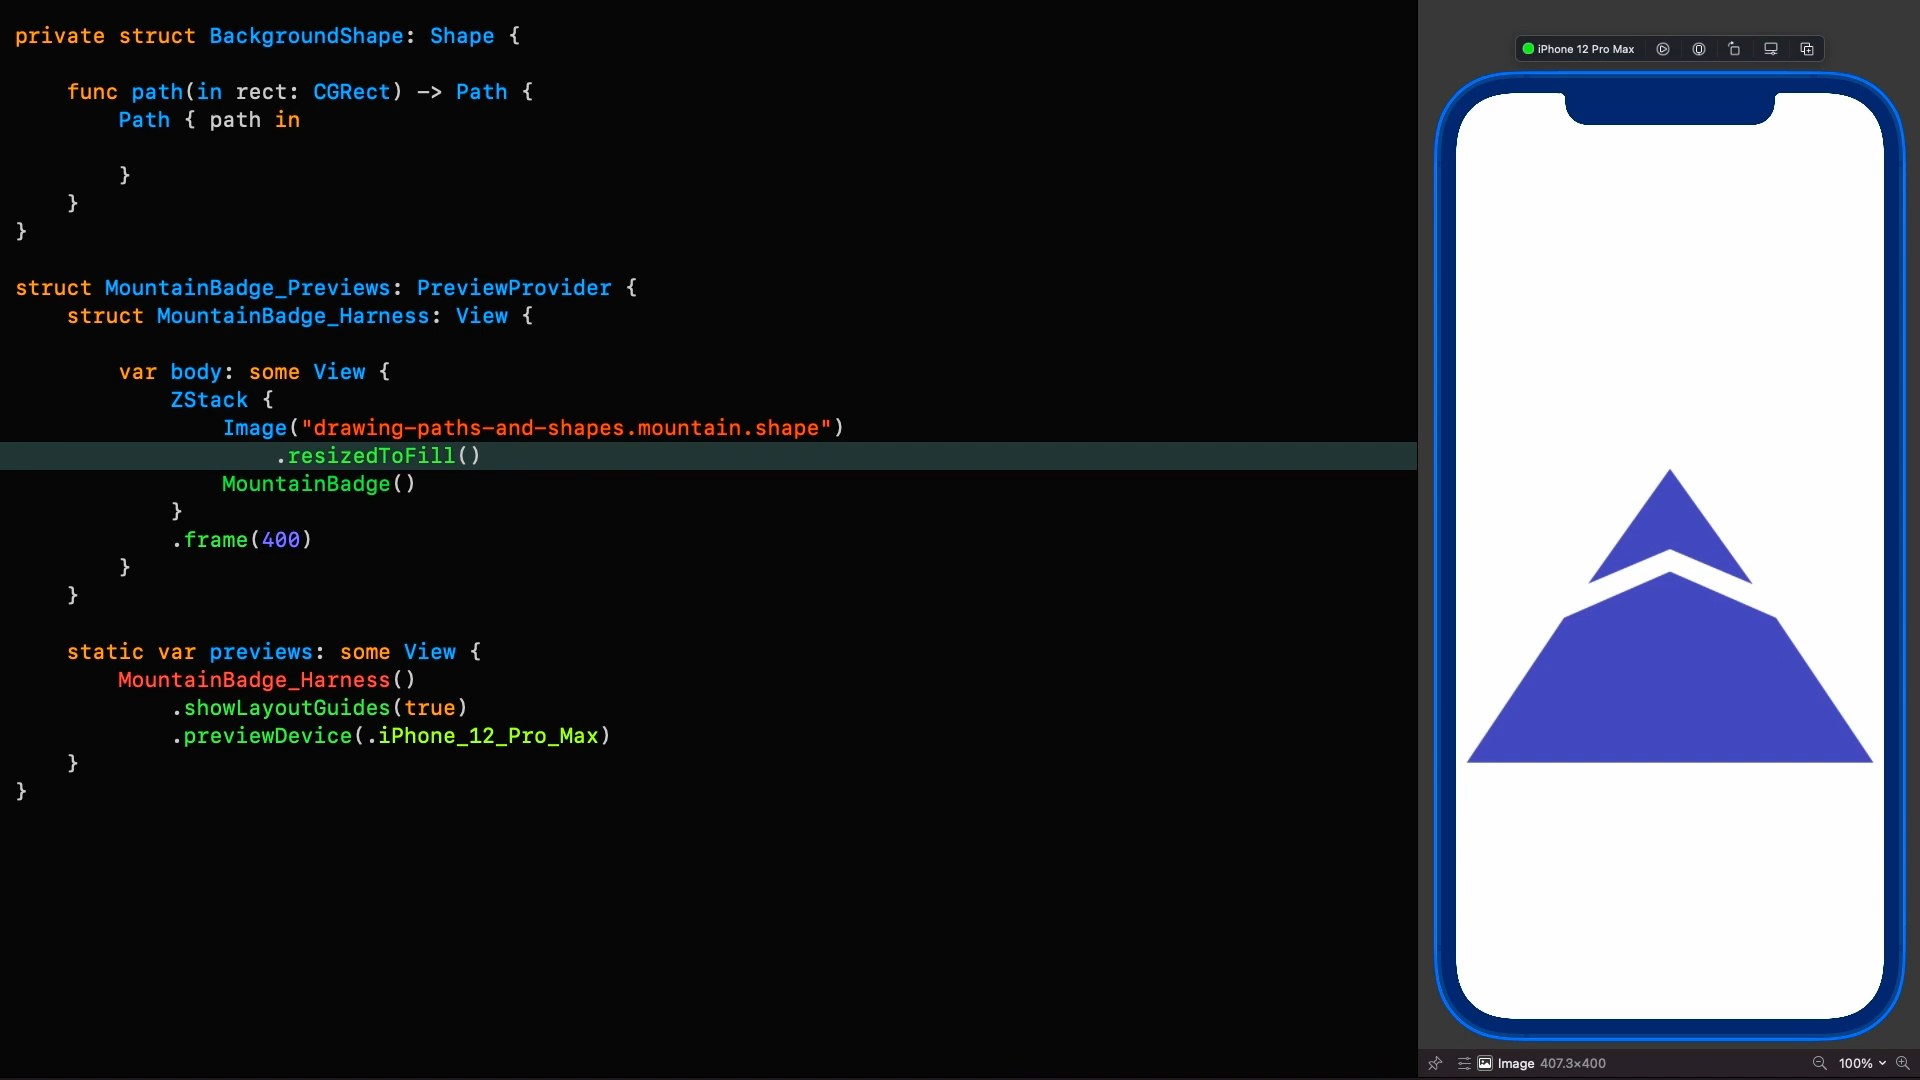 private struct BackgroundShape: Shape {
func path(in rect: CGRect) -> Path {
Path { path in
}
}
}
struct MountainBadge_Previews: PreviewProvider {
struct MountainBadge_Harness: View {
var body: some View {
ZStack {
Image("drawing-paths-and-shapes.mountain.shape")
.resizedToFill()
MountainBadge()
}
.frame(400)
}
}
static var previews: some View {
MountainBadge_Harness()
.showLayoutGuides(true)
.previewDevice(.iPhone_12_Pro_Max)
}
}
iPhone 12 Pro Max
Image 407.3×400
100%